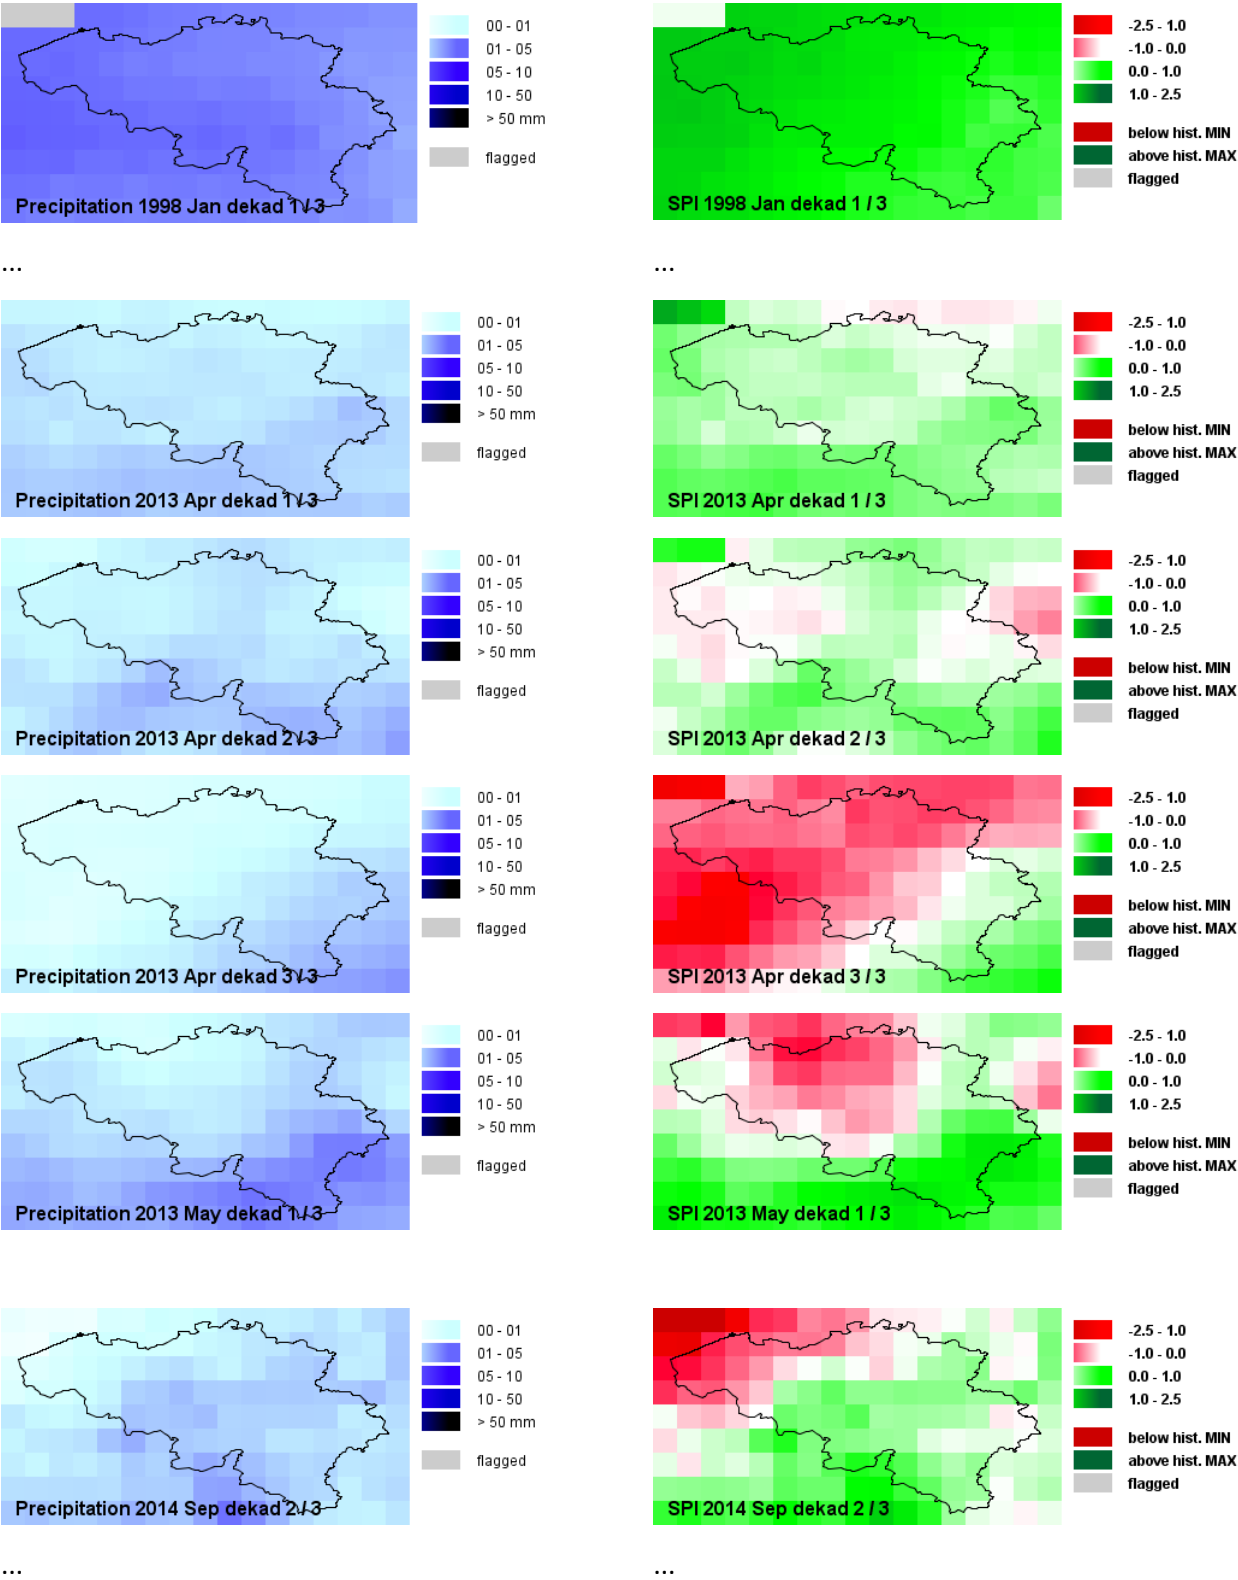 00 - 01
01 - 05
05 - 10
10 - 50
> 50 mm
flagged
Precipitation 1998 Jan dekad 1 / 3
-2.5 - 1.0
-1.0 - 0.0
0.0 - 1.0
1.0 - 2.5
below hist. MIN
above hist. MAX
flagged
SPI 1998 Jan dekad 1 / 3
...
...
00 - 01
01 - 05
05 - 10
10 - 50
> 50 mm
flagged
Precipitation 2013 Apr dekad 1 / 3
-2.5 - 1.0
-1.0 - 0.0
0.0 - 1.0
1.0 - 2.5
below hist. MIN
above hist. MAX
flagged
SPI 2013 Apr dekad 1 / 3
00 - 01
01 - 05
05 - 10
10 - 50
> 50 mm
flagged
Precipitation 2013 Apr dekad 2 / 3
-2.5 - 1.0
-1.0 - 0.0
0.0 - 1.0
1.0 - 2.5
below hist. MIN
above hist. MAX
flagged
SPI 2013 Apr dekad 2 / 3
00 - 01
01 - 05
05 - 10
10 - 50
> 50 mm
flagged
Precipitation 2013 Apr dekad 3 / 3
-2.5 - 1.0
-1.0 - 0.0
0.0 - 1.0
1.0 - 2.5
below hist. MIN
above hist. MAX
flagged
SPI 2013 Apr dekad 3 / 3
00 - 01
01 - 05
05 - 10
10 - 50
> 50 mm
flagged
Precipitation 2013 May dekad 1 / 3
-2.5 - 1.0
-1.0 - 0.0
0.0 - 1.0
1.0 - 2.5
below hist. MIN
above hist. MAX
flagged
SPI 2013 May dekad 1 / 3
00 - 01
01 - 05
05 - 10
10 - 50
> 50 mm
flagged
Precipitation 2014 Sep dekad 2 / 3
-2.5 - 1.0
-1.0 - 0.0
0.0 - 1.0
1.0 - 2.5
below hist. MIN
above hist. MAX
flagged
SPI 2014 Sep dekad 2 / 3
...
...